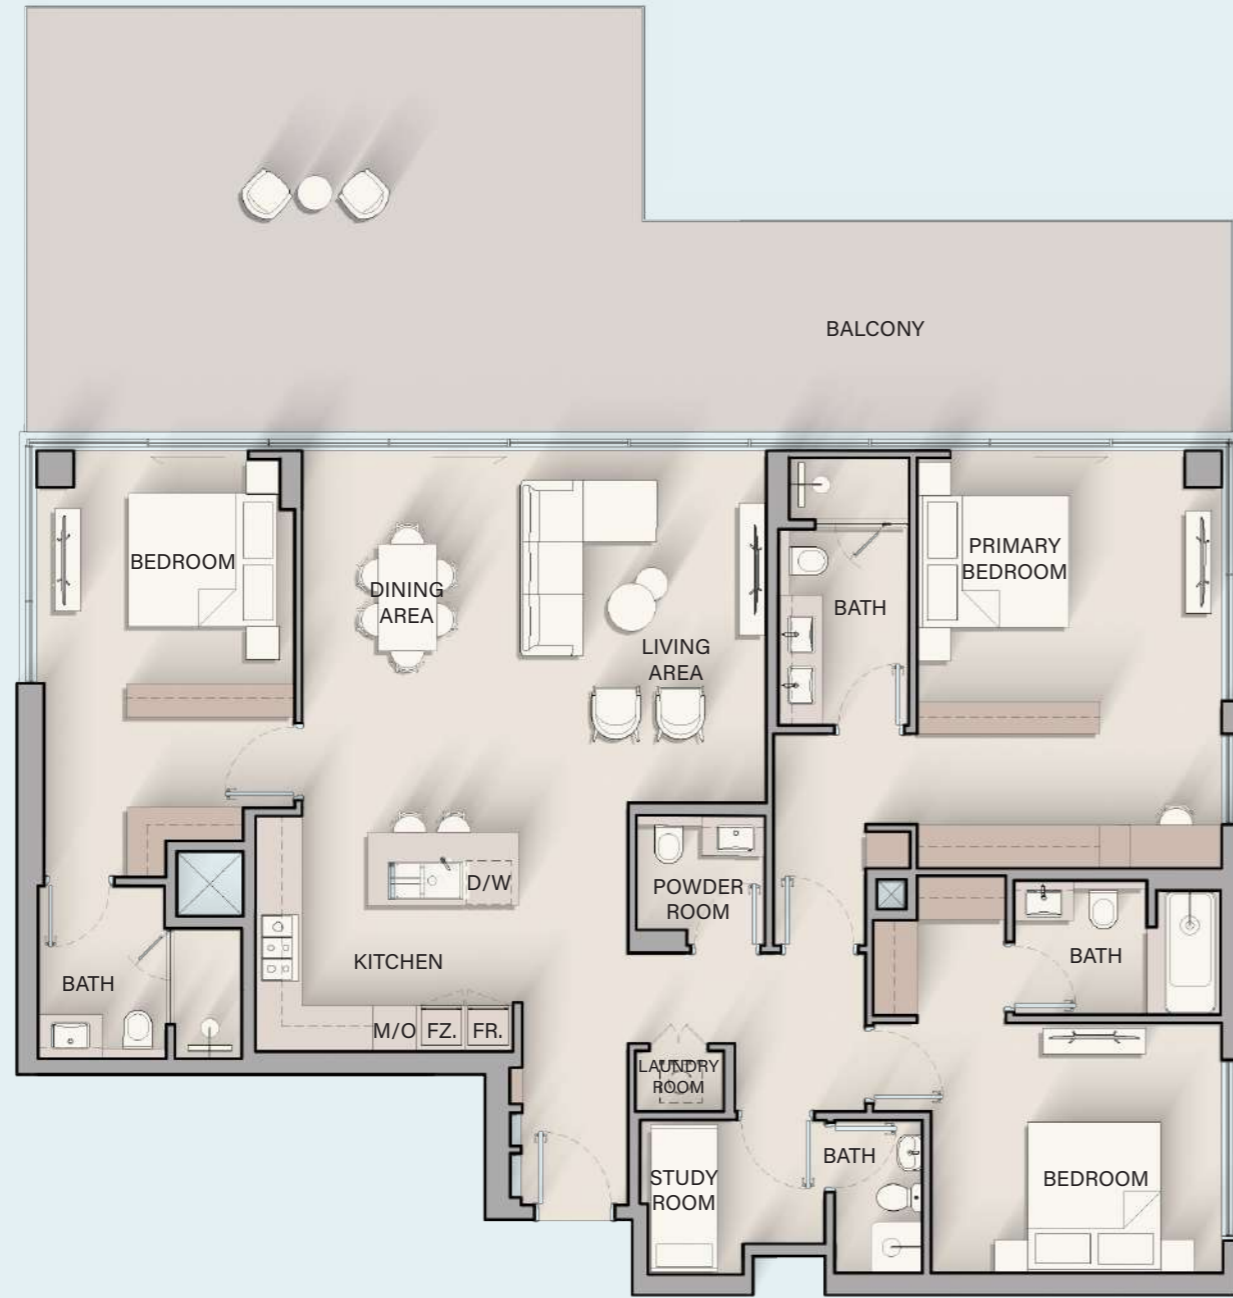 BALCONY
BEDROOM
DINING
AREA
LIVING
AREA
BATH
PRIMARY
BEDROOM
D/W
POWDER
ROOM
KITCHEN
BATH
BATH
M/O
FZ.
FR.
LAUNDRY
ROOM
STUDY
ROOM
BATH
BEDROOM